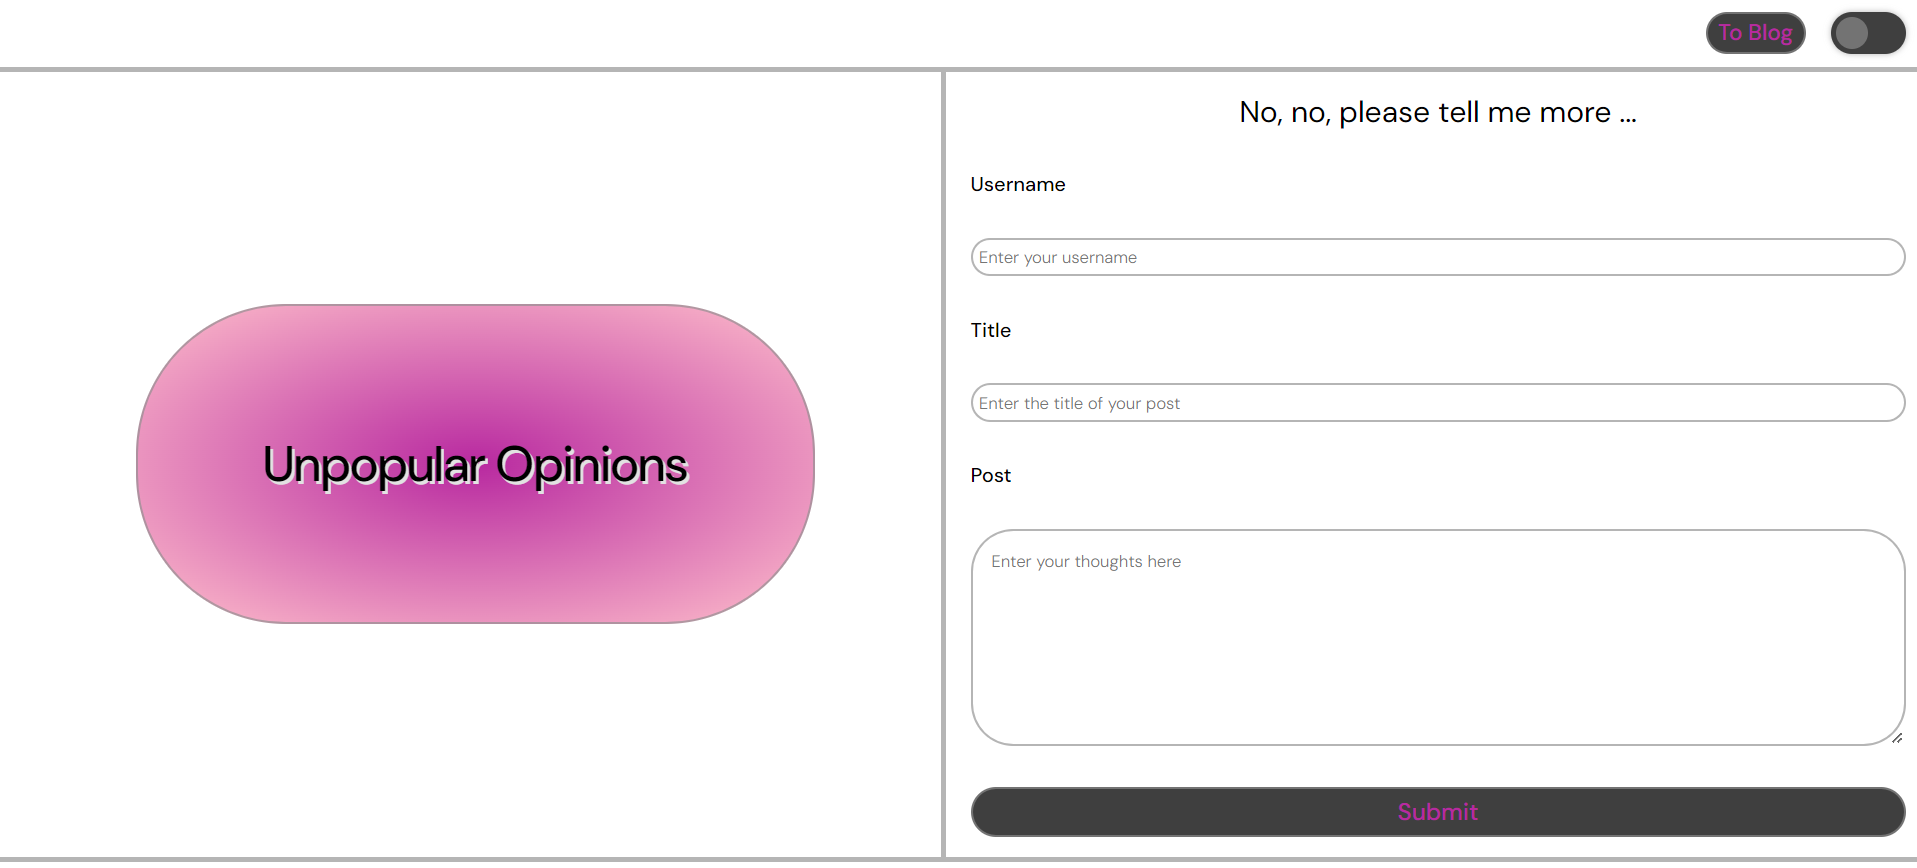 To Blog
Unpopular Opinions
No, no, please tell me more ...
Username
Enter your username
Title
Enter the title of your post
Post
Enter your thoughts here
Submit